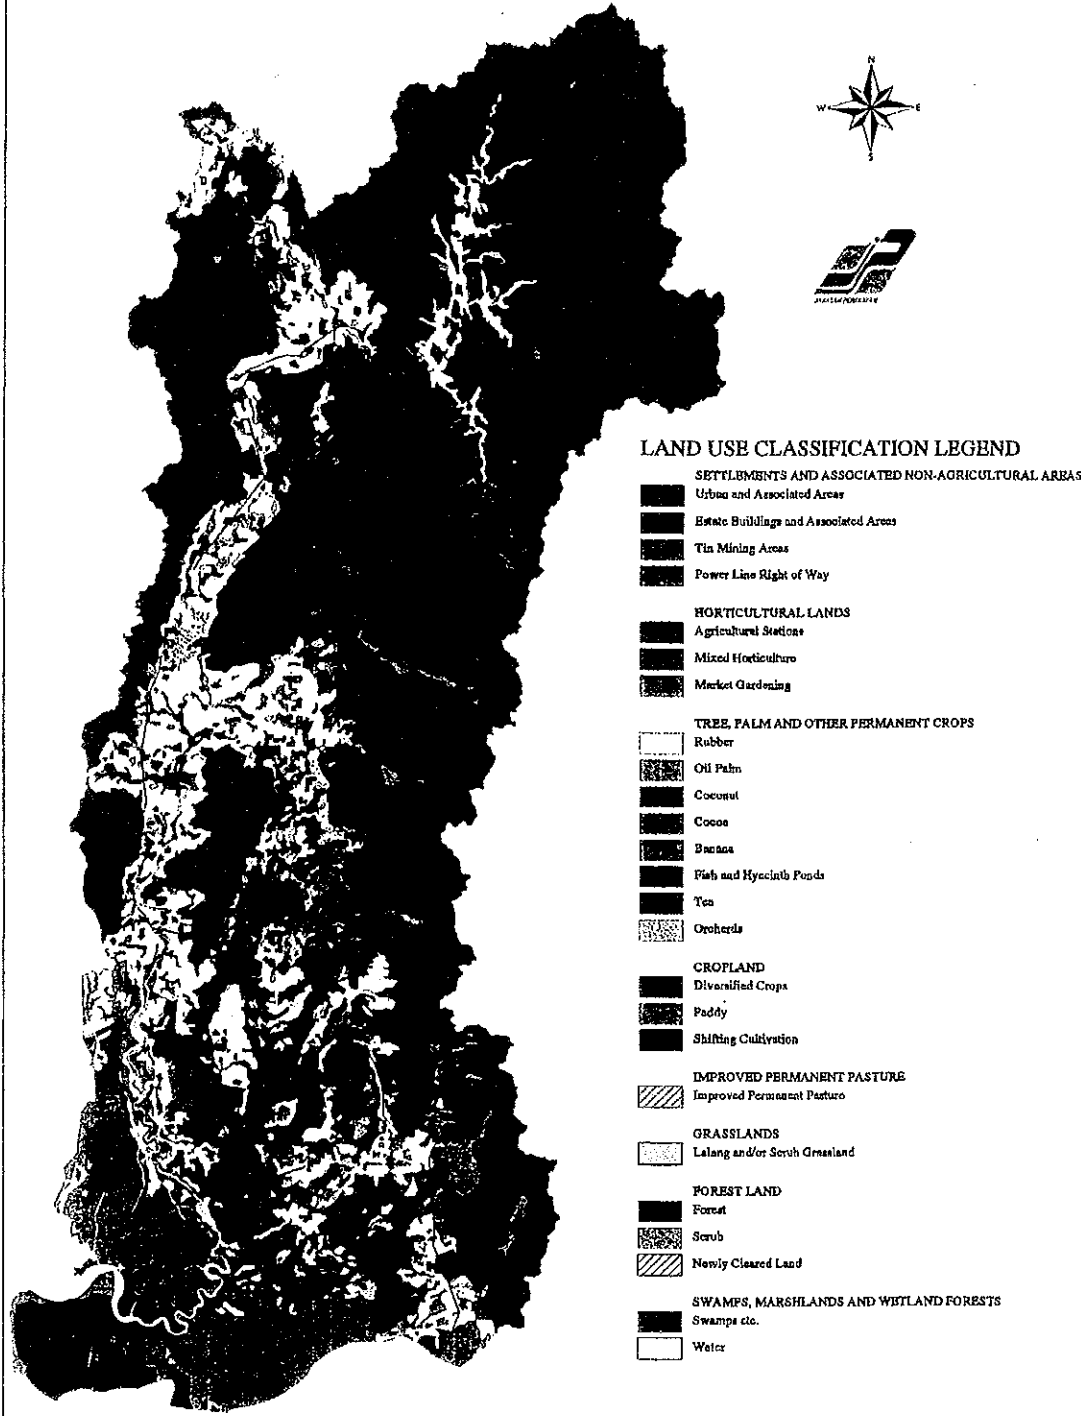 N
W
E
S
LAND USE CLASSIFICATION LEGEND
SETTLEMENTS AND ASSOCIATED NON-AGRICULTURAL AREAS
Urban and Associated Areas
Estate Buildings and Associated Areas
Tin Mining Areas
Power Line Right of Way
HORTICULTURAL LANDS
Agricultural Stations
Mixed Horticulture
Market Gardening
TREE, PALM AND OTHER PERMANENT CROPS
Rubber
Oil Palm
Coconut
Cocoa
Banana
Fish and Hyacinth Ponds
Tea
Orchards
CROPLAND
Diversified Crops
Paddy
Shifting Cultivation
IMPROVED PERMANENT PASTURE
Improved Permanent Pasture
GRASSLANDS
Lalang and/or Scrub Grassland
FOREST LAND
Forest
Scrub
Newly Cleared Land
SWAMPS, MARSHLANDS AND WETLAND FORESTS
Swamps etc.
Water